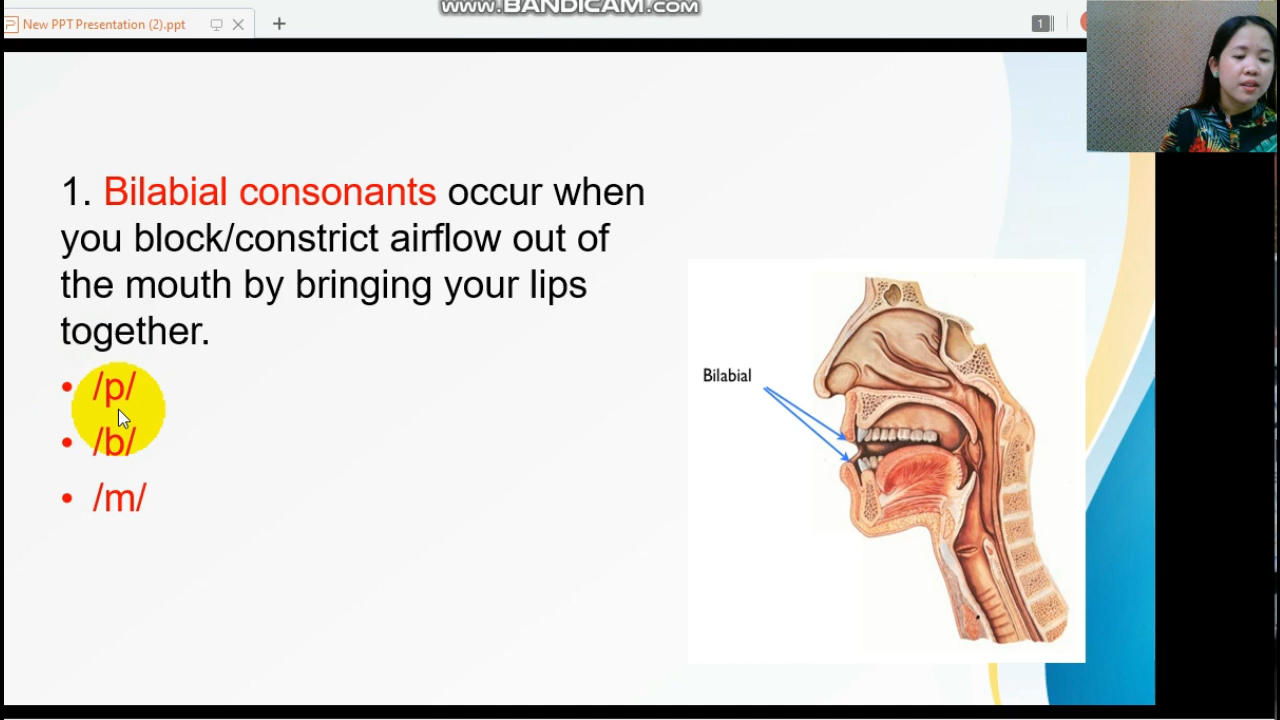 www.BANDICAM.com
New PPT Presentation (2).ppt
1
1. Bilabial consonants occur when
you block/constrict airflow out of
the mouth by bringing your lips
together.
• /p/
• /b/
• /m/
Bilabial